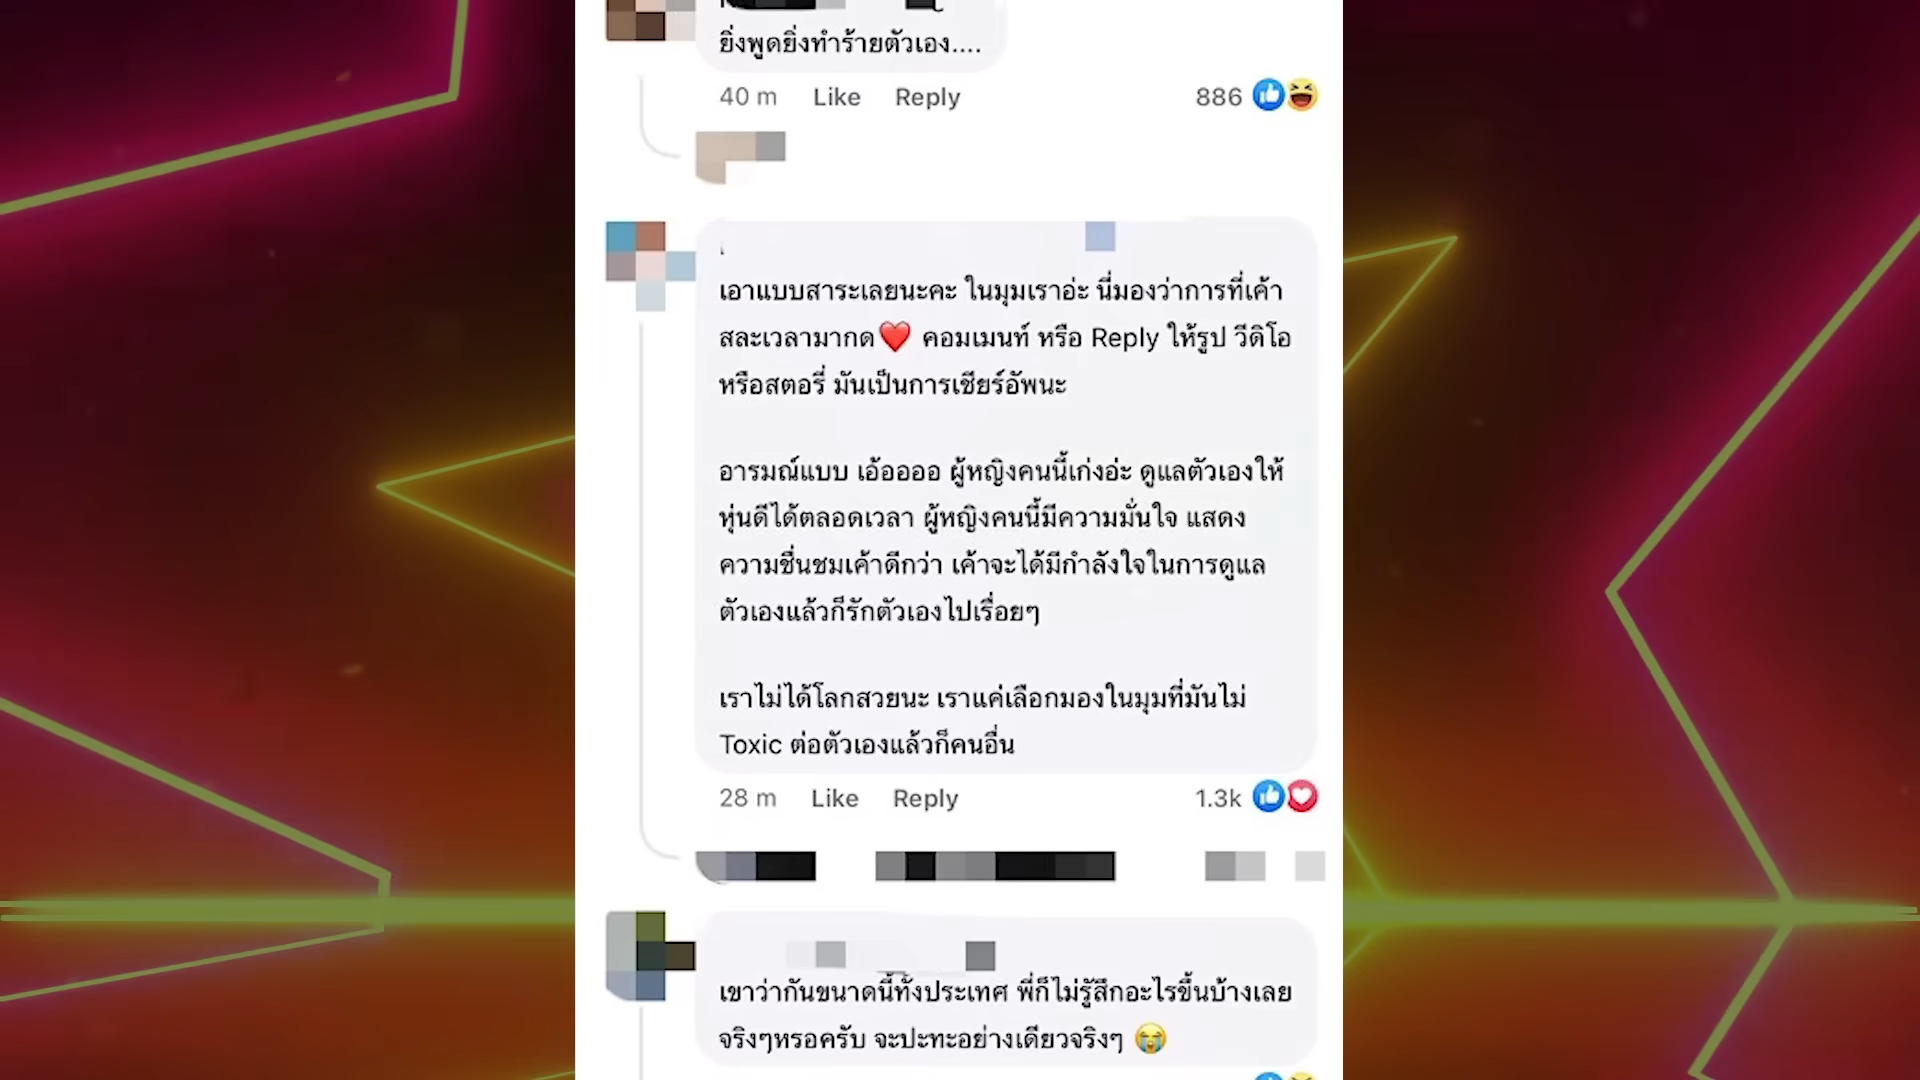 ยิ่งพูดยิ่งทำร้ายตัวเอง....
40 m Like Reply 886
เอาแบบสาระเลยนะคะ ในมุมเราอ่ะ นี่มองว่าการที่เค้า
สละเวลามากด❤️ คอมเมนท์ หรือ Reply ให้รูป วีดิโอ
หรือสตอรี่ มันเป็นการเชียร์อัพนะ
อารมณ์แบบ เอ้ออออ ผู้หญิงคนนี้เก่งอ่ะ ดูแลตัวเองให้
หุ่นดีได้ตลอดเวลา ผู้หญิงคนนี้มีความมั่นใจ แสดง
ความชื่นชมเค้าดีกว่า เค้าจะได้มีกำลังใจในการดูแล
ตัวเองแล้วก็รักตัวเองไปเรื่อยๆ
เราไม่ได้โลกสวยนะ เราแค่เลือกมองในมุมที่มันไม่
Toxic ต่อตัวเองแล้วก็คนอื่น
28 m Like Reply 1.3k
เขาว่ากันขนาดนี้ทั้งประเทศ พี่ก็ไม่รู้สึกอะไรขึ้นบ้างเลย
จริงๆหรอครับ จะปะทะอย่างเดียวจริงๆ 😭